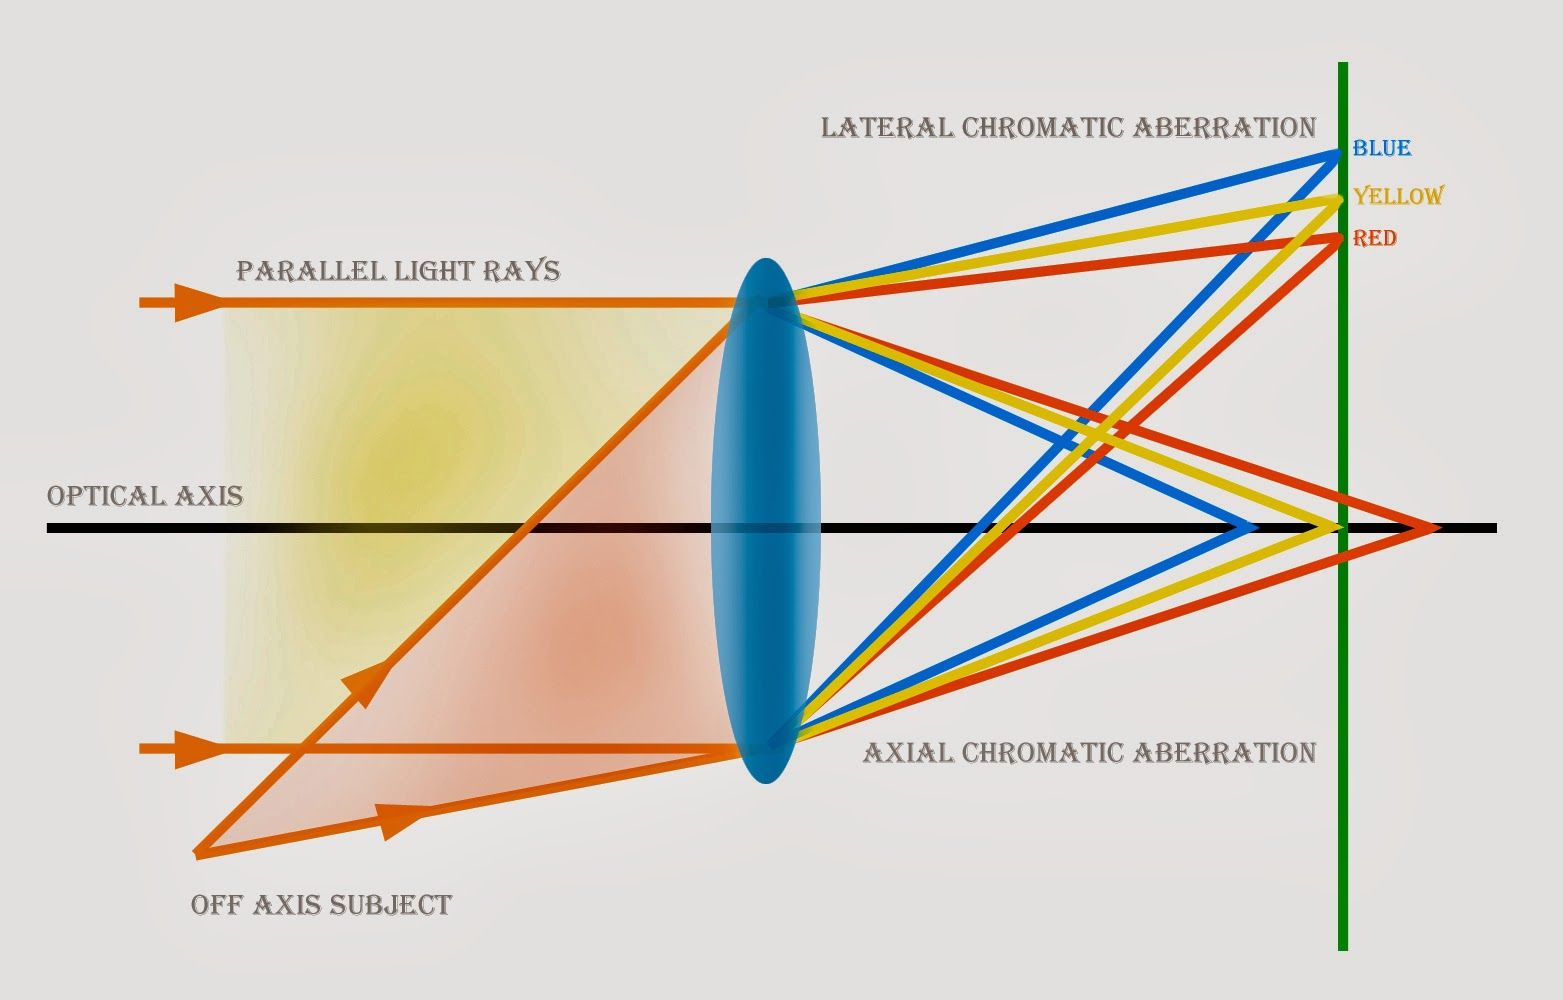 LATERAL CHROMATIC ABERRATION
BLUE
YELLOW
RED
PARALLEL LIGHT RAYS
OPTICAL AXIS
AXIAL CHROMATIC ABERRATION
OFF AXIS SUBJECT